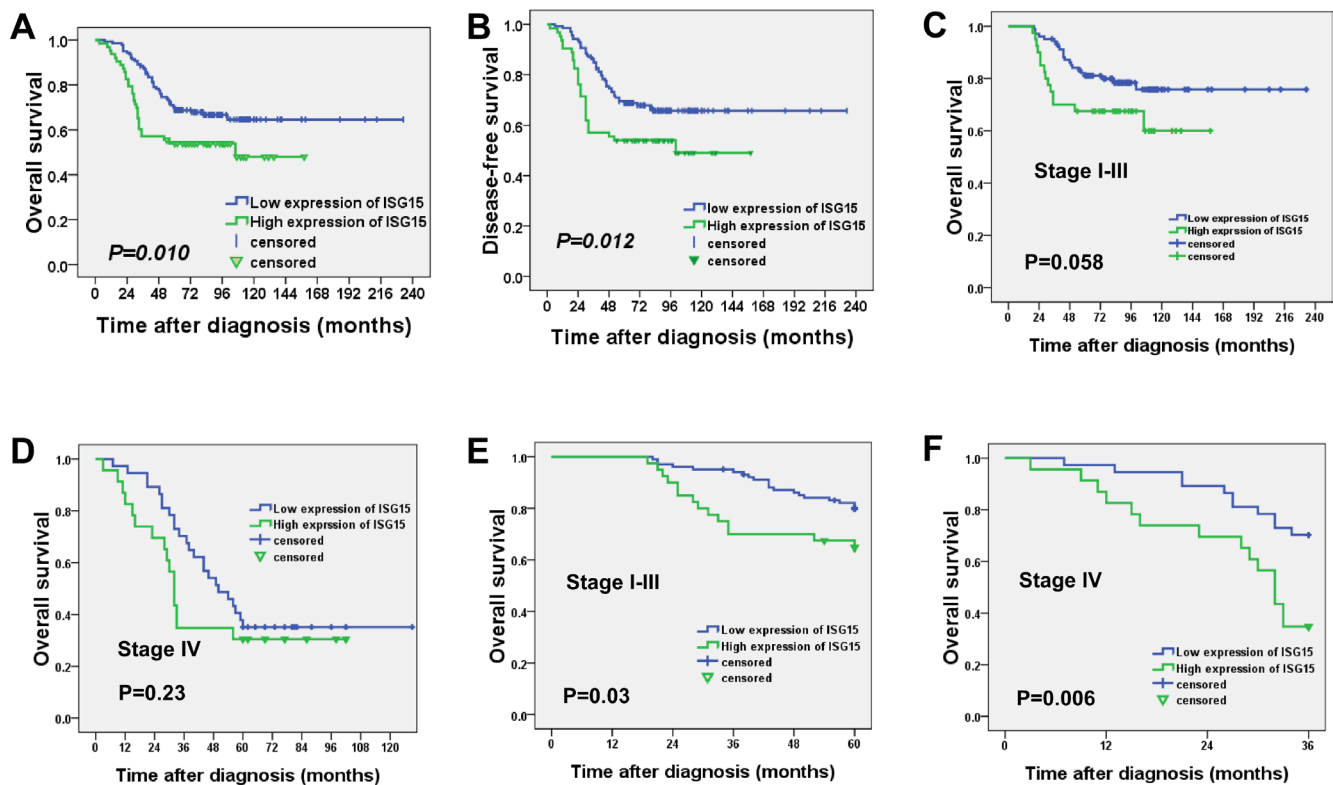 A
Overall survival
1.0
0.8
0.6
0.4
0.2
0.0
Low expression of ISG15
High expression of ISG15
censored
censored
P=0.010
0 24 48 72 96 120 144 168 192 216 240
Time after diagnosis (months)
B
Disease-free survival
1.0
0.8
0.6
0.4
0.2
0.0
low expression of ISG15
High expression of ISG15
censored
censored
P=0.012
0 24 48 72 96 120 144 168 192 216 240
Time after diagnosis (months)
C
Overall survival
1.0
0.8
0.6
0.4
0.2
0.0
Stage I-III
Low expression of ISG15
High expression of ISG15
censored
censored
P=0.058
0 24 48 72 96 120 144 168 192 216 240
Time after diagnosis (months)
D
Overall survival
1.0
0.8
0.6
0.4
0.2
0.0
Low expression of ISG15
High exprssion of ISG15
censored
censored
Stage IV
P=0.23
0 12 24 36 48 60 72 84 96 108 120
Time after diagnosis (months)
E
Overall survival
1.0
0.8
0.6
0.4
0.2
0.0
Stage I-III
Low expression of ISG15
High expression of ISG15
censored
censored
P=0.03
0 12 24 36 48 60
Time after diagnosis (months)
F
Overall survival
1.0
0.8
0.6
0.4
0.2
0.0
Stage IV
Low expression of ISG15
High expression of ISG15
censored
censored
P=0.006
0 12 24 36
Time after diagnosis (months)